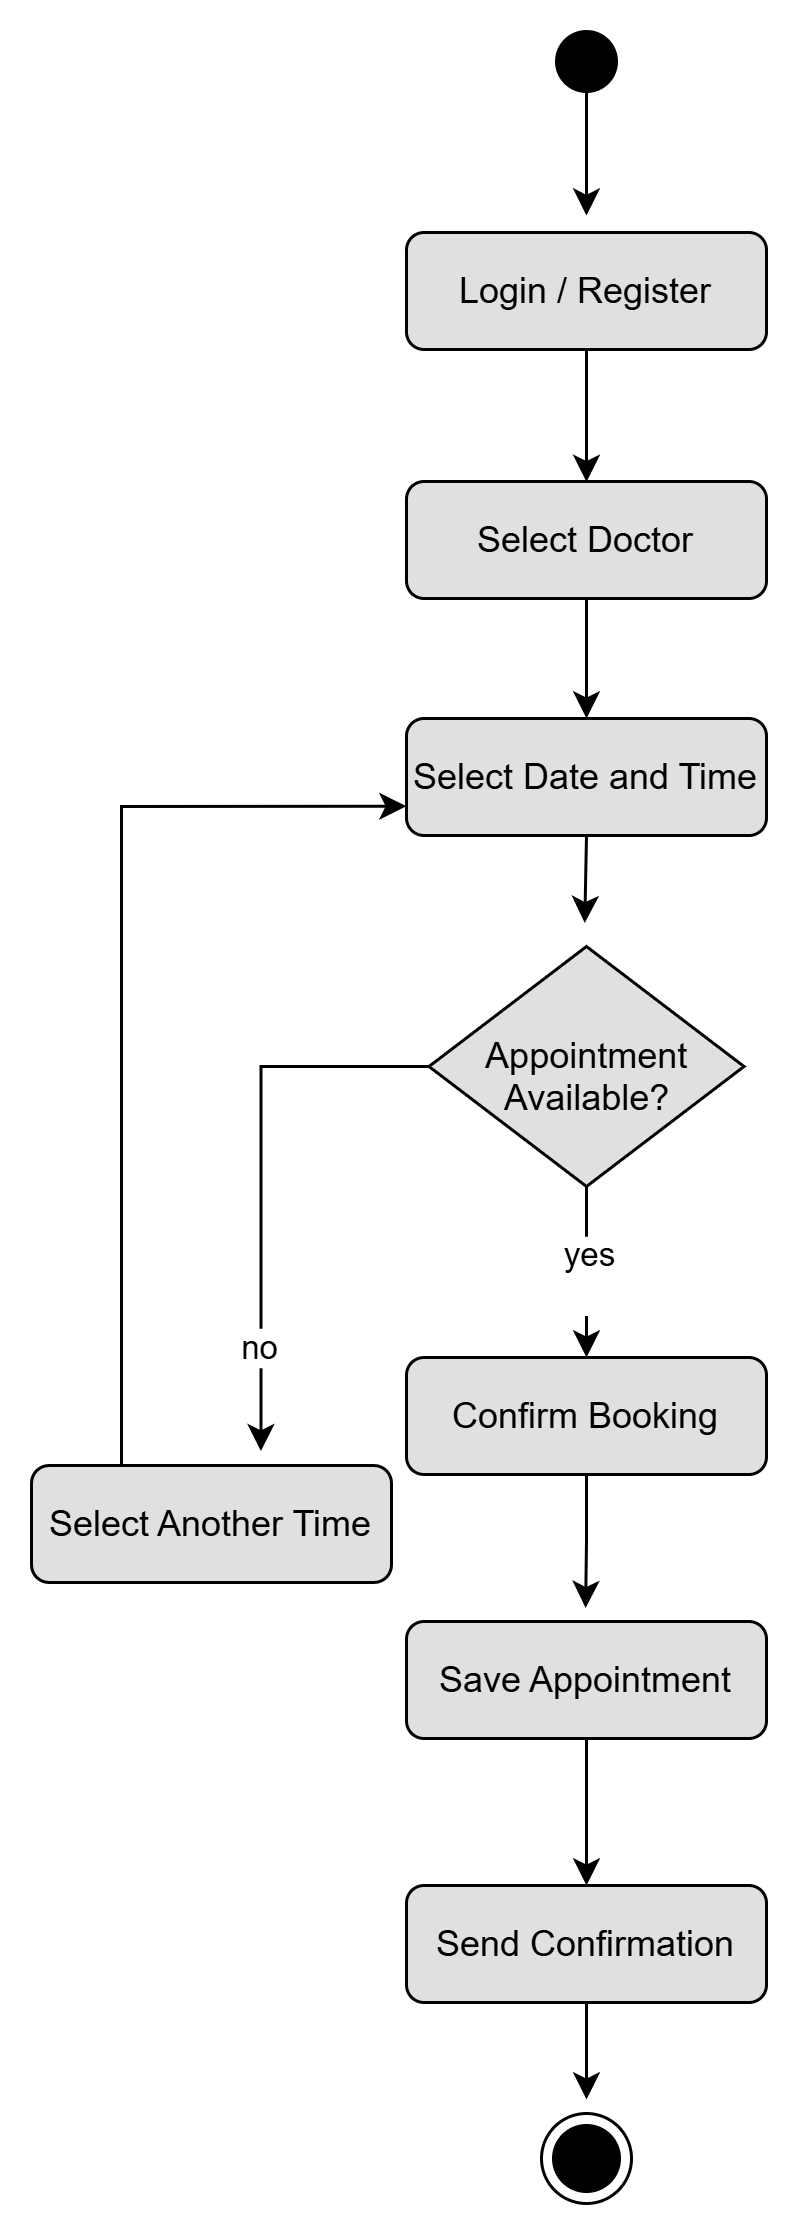 Login / Register
Select Doctor
Select Date and Time
Appointment
Available?
yes
no
Confirm Booking
Select Another Time
Save Appointment
Send Confirmation